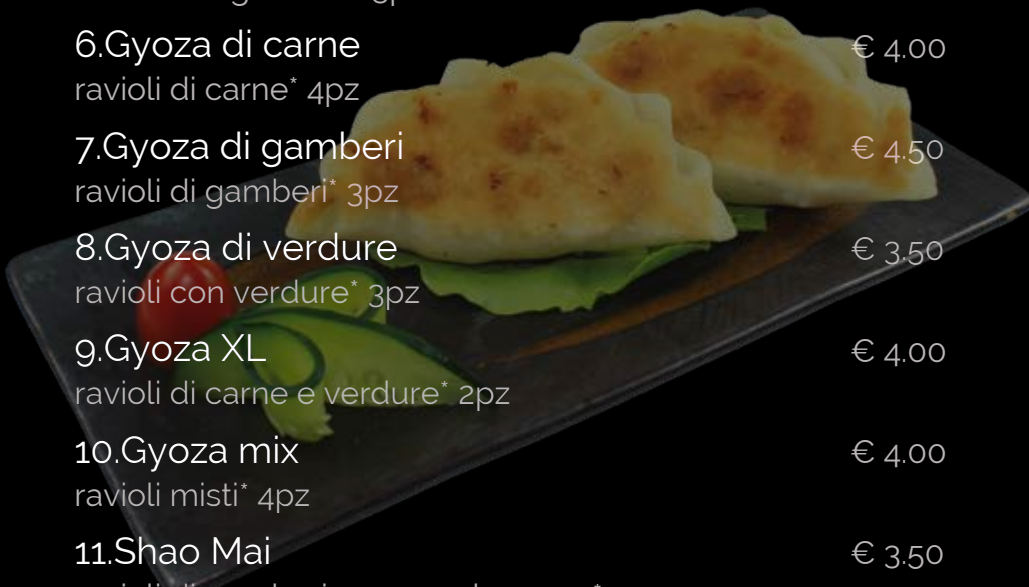 6.Gyoza di carne € 4.00
ravioli di carne* 4pz
7.Gyoza di gamberi € 4.50
ravioli di gamberi* 3pz
8.Gyoza di verdure € 3.50
ravioli con verdure* 3pz
9.Gyoza XL € 4.00
ravioli di carne e verdure* 2pz
10.Gyoza mix € 4.00
ravioli misti* 4pz
11.Shao Mai € 3.50